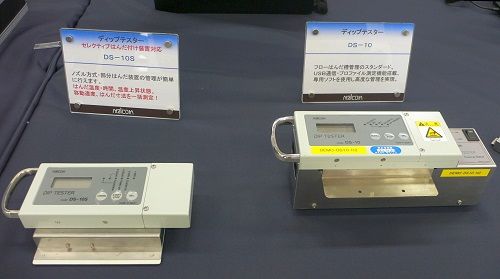 ディップテスター
セレクティブはんだ付け装置対応
DS-10S
ノズル方式・部分はんだ装置の管理が簡単
に行えます。
はんだ温度・時間、温度上昇状態、
移動速度、はんだ寸法を一括測定！
malcom
ディップテスター
DS-10
フローはんだ槽管理のスタンダード。
USB通信・プロファイル測定機能搭載。
専用ソフトを使用し高度な管理を実現。
malcom
malcom
DIP TESTER
DS-10S
malcom
DIP TESTER
DS-10